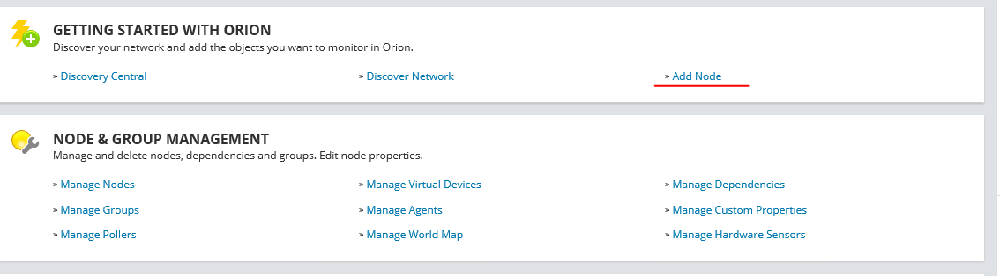 GETTING STARTED WITH ORION
Discover your network and add the objects you want to monitor in Orion.
» Discovery Central » Discover Network » Add Node
NODE & GROUP MANAGEMENT
Manage and delete nodes, dependencies and groups. Edit node properties.
» Manage Nodes » Manage Virtual Devices » Manage Dependencies
» Manage Groups » Manage Agents » Manage Custom Properties
» Manage Pollers » Manage World Map » Manage Hardware Sensors